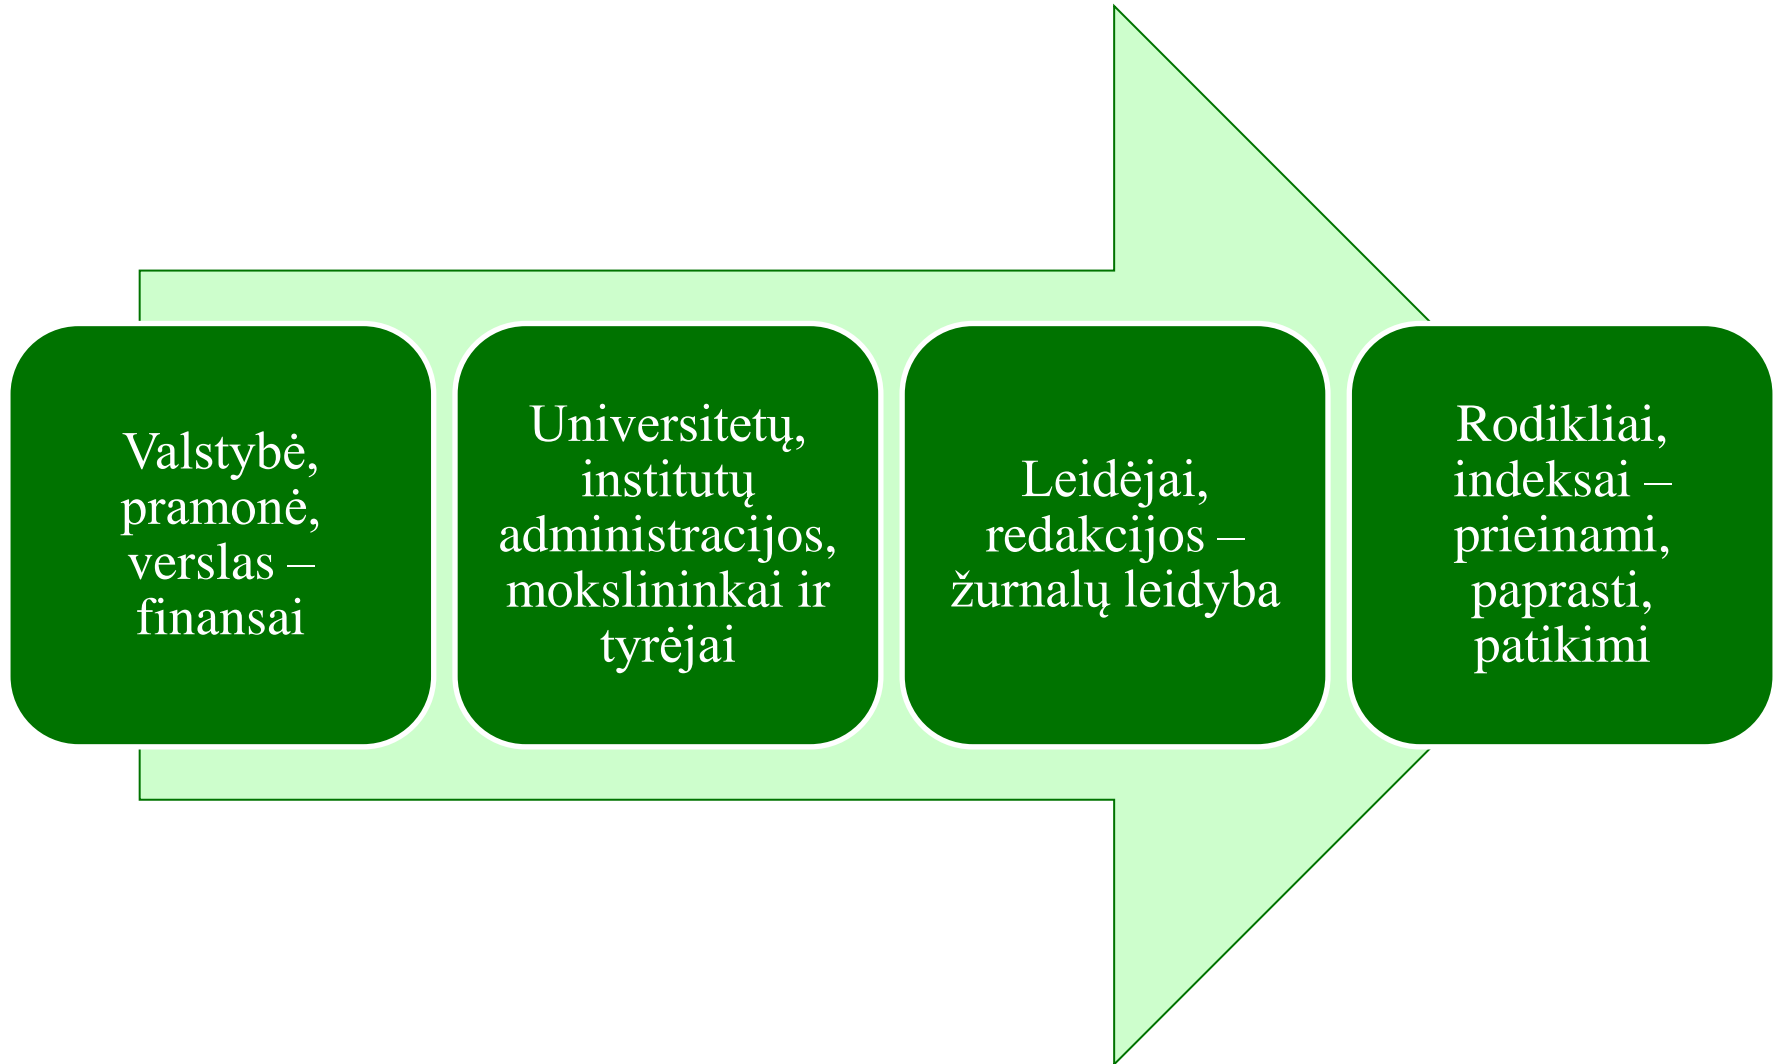 Valstybė,
pramonė,
verslas –
finansai
Universitetų,
institutų
administracijos,
mokslininkai ir
tyrėjai
Leidėjai,
redakcijos –
žurnalų leidyba
Rodikliai,
indeksai –
prieinami,
paprasti,
patikimi